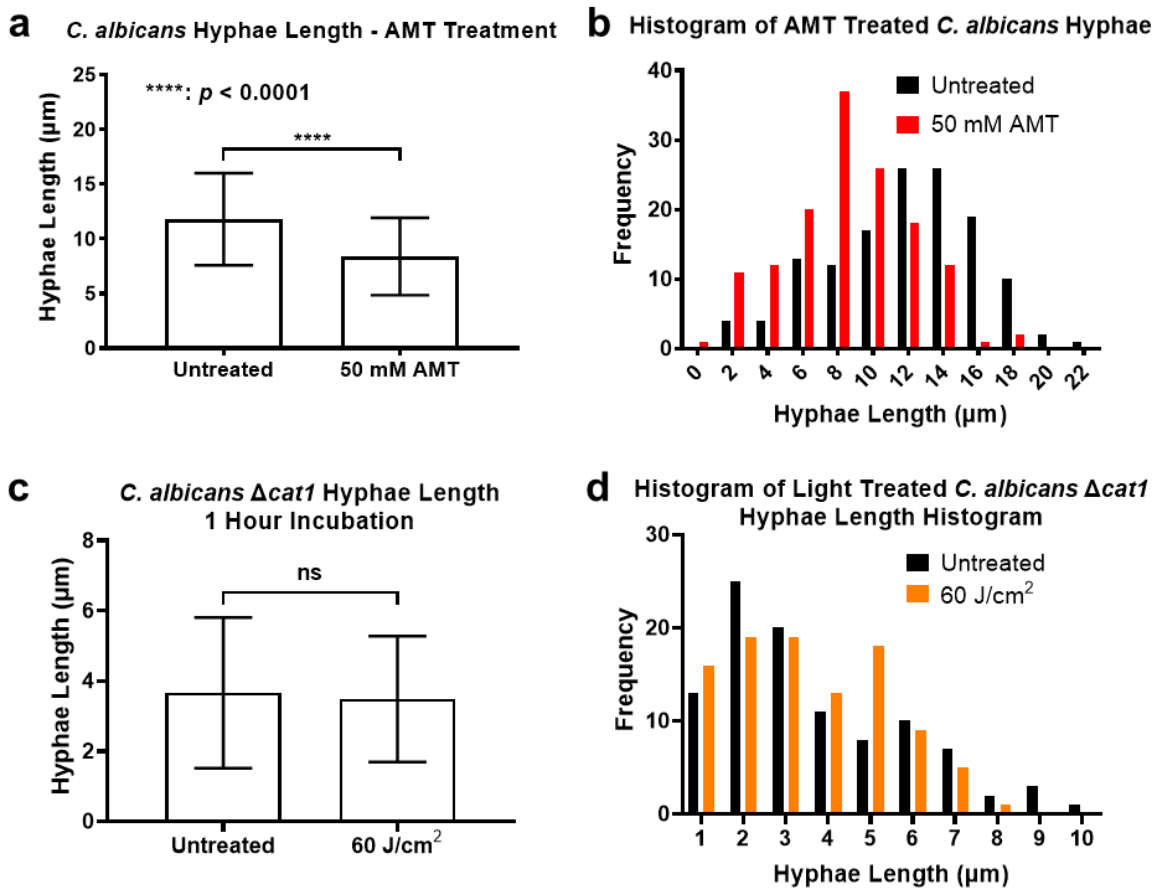 a
C. albicans Hyphae Length - AMT Treatment
****: p < 0.0001
****
25
20
15
10
5
0
Hyphae Length (µm)
Untreated
50 mM AMT
b
Histogram of AMT Treated C. albicans Hyphae
Untreated
50 mM AMT
40
30
20
10
0
Frequency
0 2 4 6 8 10 12 14 16 18 20 22
Hyphae Length (µm)
c
C. albicans Δcat1 Hyphae Length
1 Hour Incubation
ns
8
6
4
2
0
Hyphae Length (µm)
Untreated
60 J/cm²
d
Histogram of Light Treated C. albicans Δcat1
Hyphae Length Histogram
Untreated
60 J/cm²
30
20
10
0
Frequency
1 2 3 4 5 6 7 8 9 10
Hyphae Length (µm)